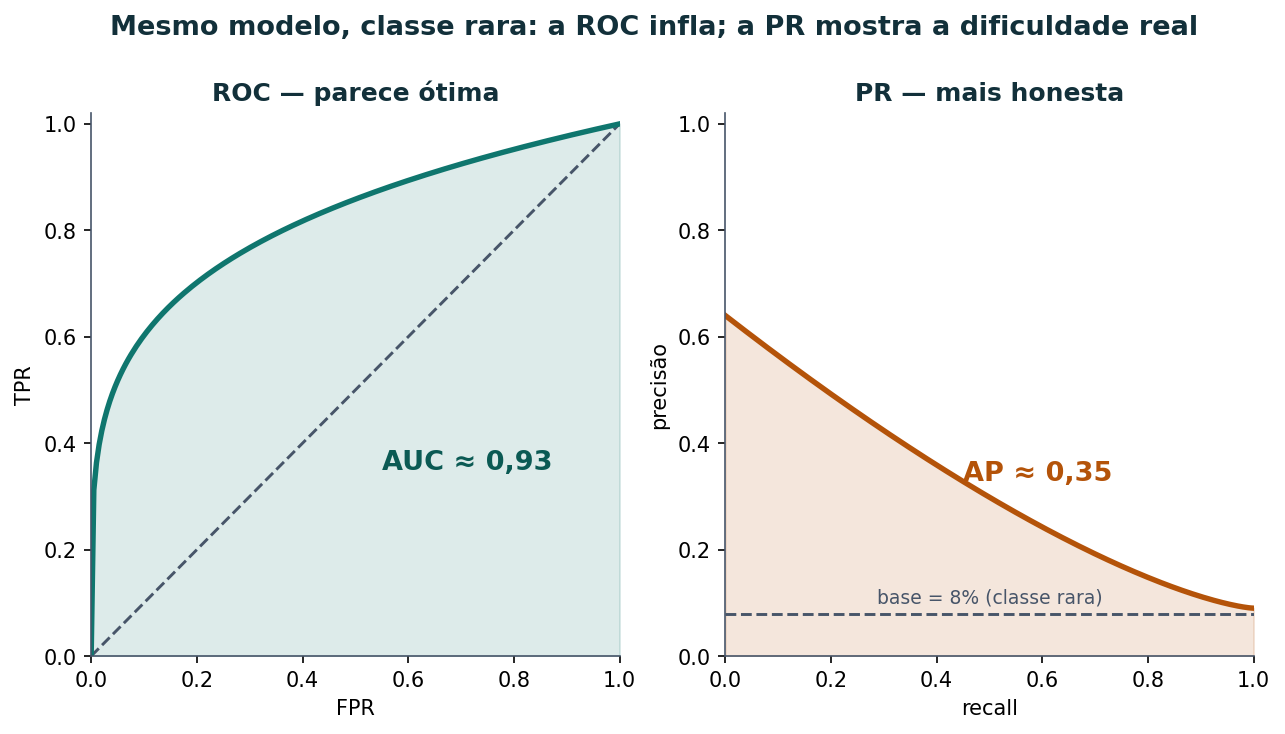 Mesmo modelo, classe rara: a ROC infla; a PR mostra a dificuldade real
ROC — parece ótima
1.0
0.8
0.6
0.4
0.2
0.0
TPR
AUC ≈ 0,93
0.0 0.2 0.4 0.6 0.8 1.0
FPR
PR — mais honesta
1.0
0.8
0.6
0.4
0.2
0.0
precisão
AP ≈ 0,35
base = 8% (classe rara)
0.0 0.2 0.4 0.6 0.8 1.0
recall